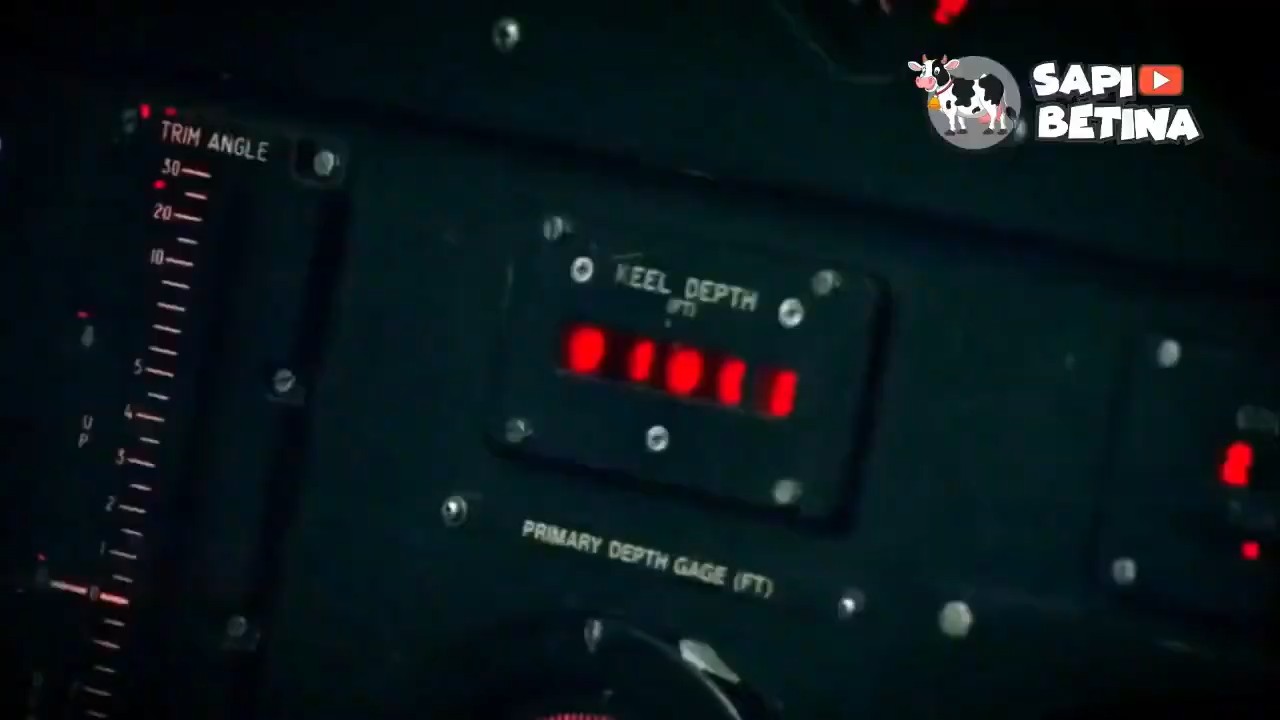 SAPI
BETINA
TRIM ANGLE
30
20
10
5
4
3
2
1
0
UP
KEEL DEPTH
(FT)
PRIMARY DEPTH GAGE (FT)